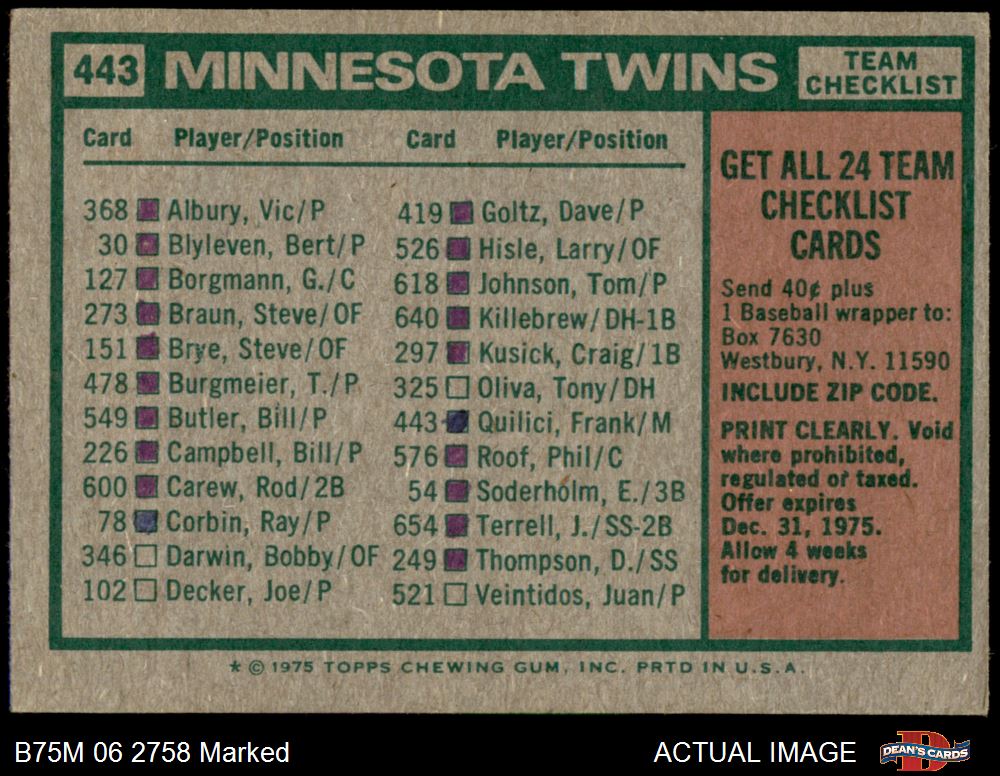 443 MINNESOTA TWINS TEAM CHECKLIST
Card Player/Position
368 Albury, Vic/P
30 Blyleven, Bert/P
127 Borgmann, G./C
273 Braun, Steve/OF
151 Brye, Steve/OF
478 Burgmeier, T./P
549 Butler, Bill/P
226 Campbell, Bill/P
600 Carew, Rod/2B
78 Corbin, Ray/P
346 Darwin, Bobby/OF
102 Decker, Joe/P
Card Player/Position
419 Goltz, Dave/P
526 Hisle, Larry/OF
618 Johnson, Tom/P
640 Killebrew/DH-1B
297 Kusick, Craig/1B
325 Oliva, Tony/DH
443 Quilici, Frank/M
576 Roof, Phil/C
54 Soderholm, E./3B
654 Terrell, J./SS-2B
249 Thompson, D./SS
521 Veintidos, Juan/P
GET ALL 24 TEAM
CHECKLIST
CARDS
Send 40¢ plus
1 Baseball wrapper to:
Box 7630
Westbury, N.Y. 11590
INCLUDE ZIP CODE.
PRINT CLEARLY. Void
where prohibited,
regulated or taxed.
Offer expires
Dec. 31, 1975.
Allow 4 weeks
for delivery.
* © 1975 TOPPS CHEWING GUM, INC. PRTD IN U.S.A.
B75M 06 2758 Marked
ACTUAL IMAGE
D
DEAN'S CARDS